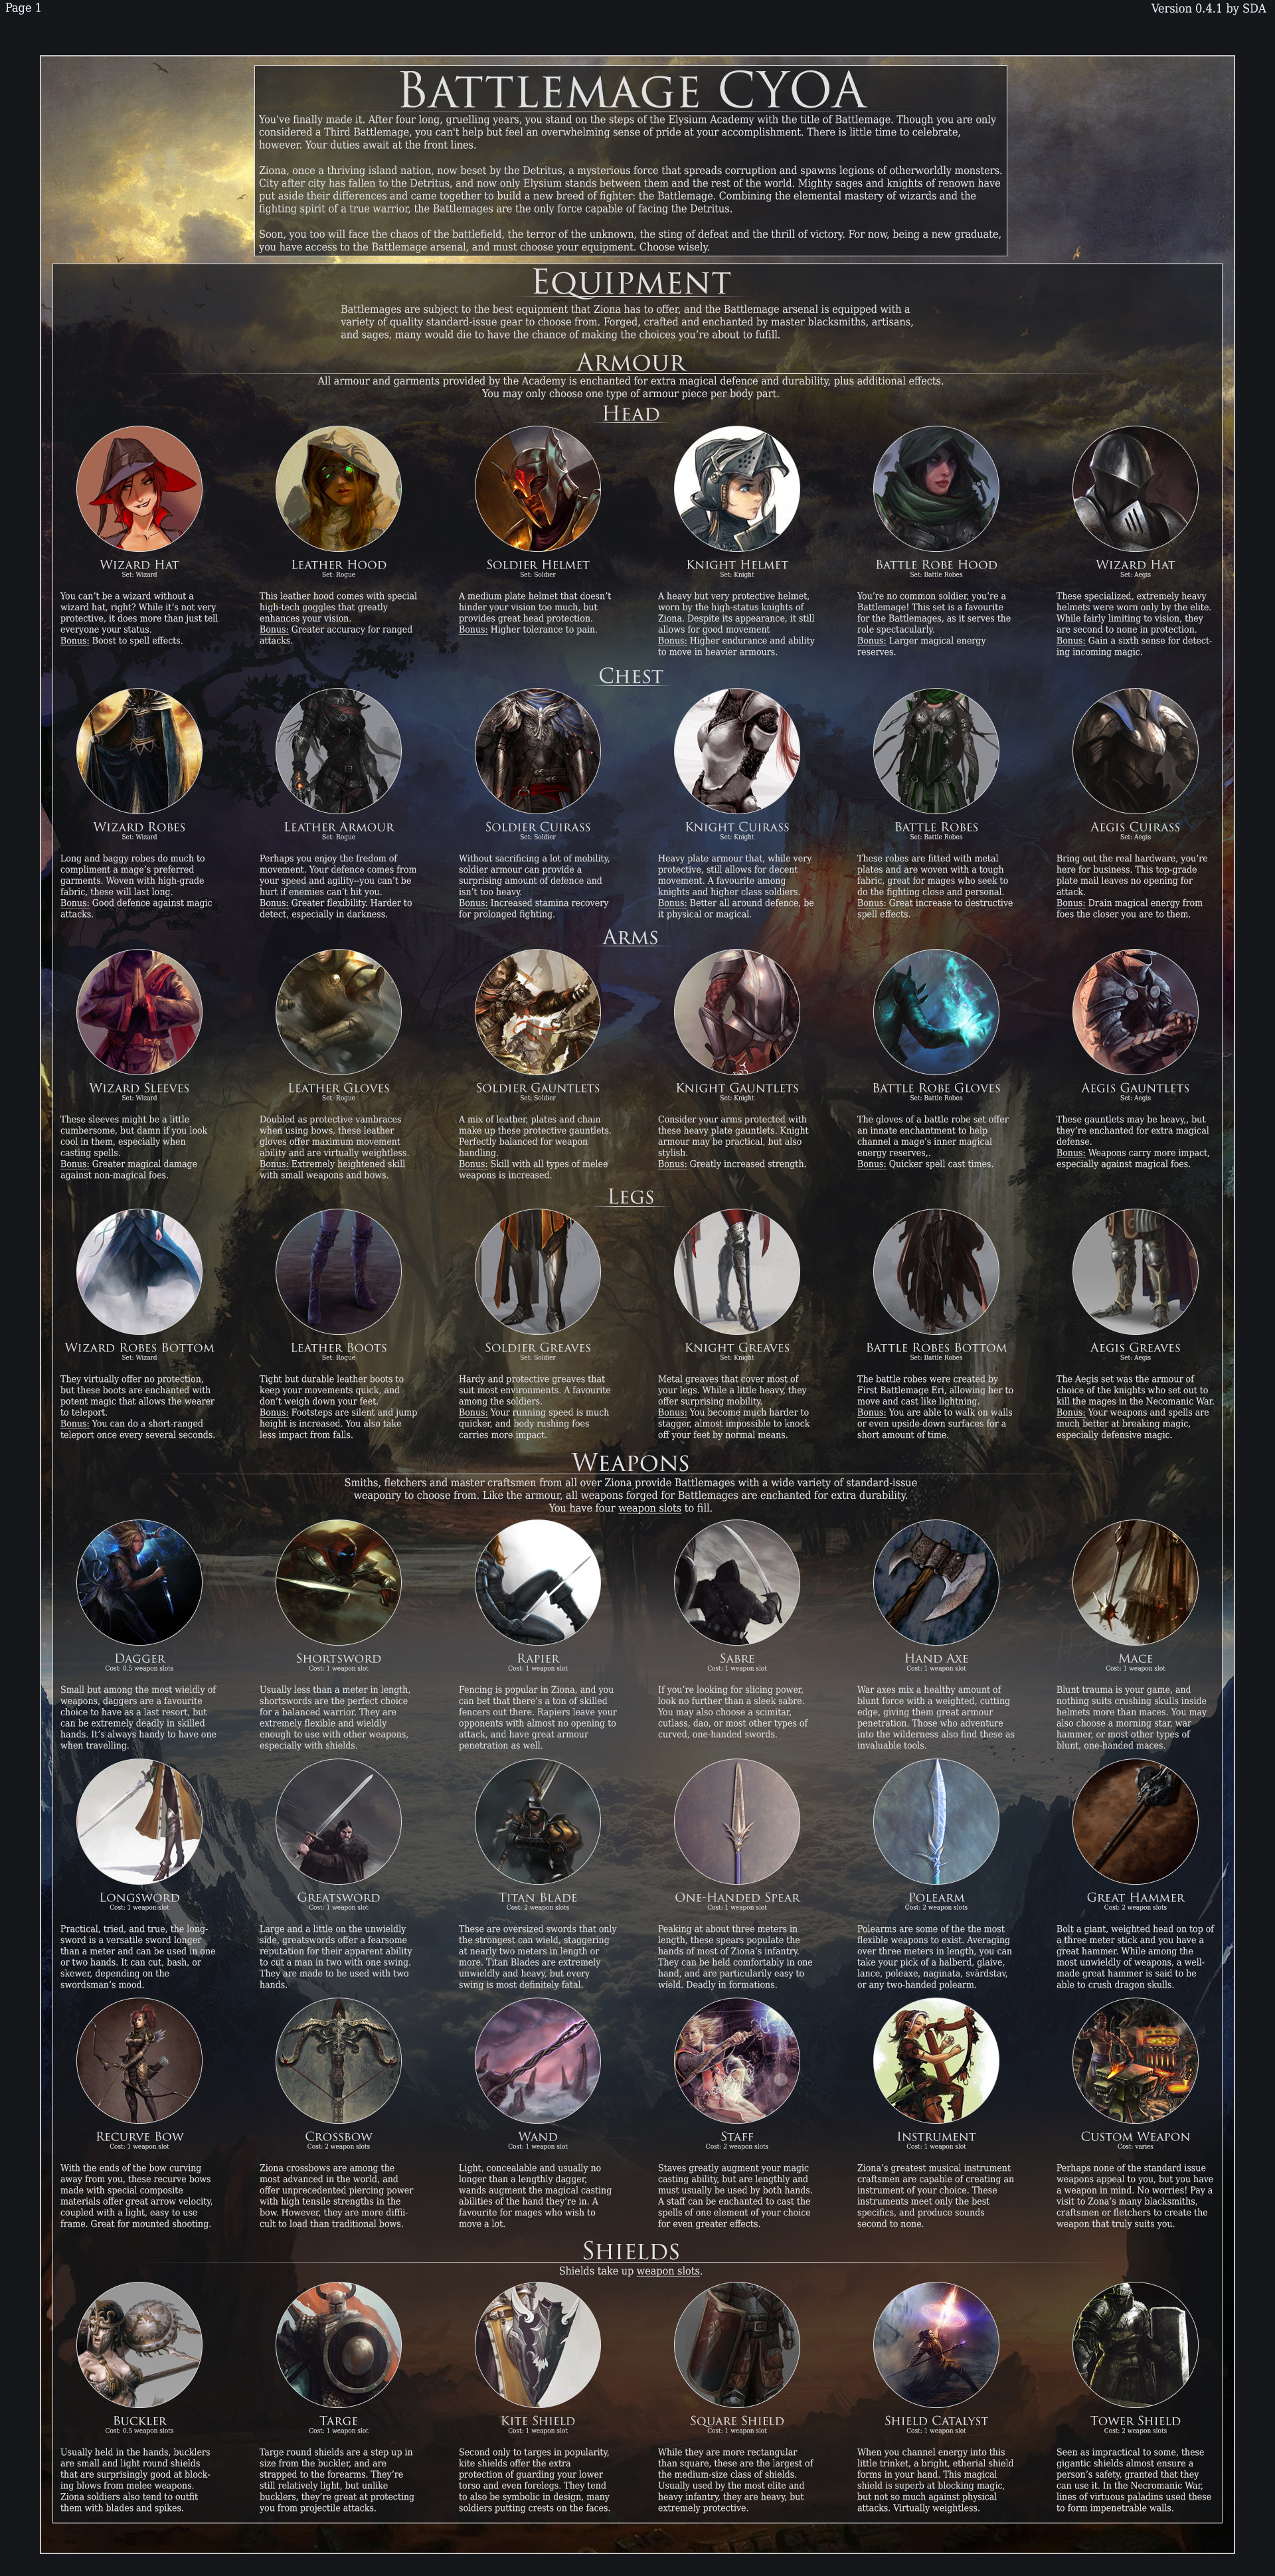 Page 1
Version 0.4.1 by SDA
BATTLEMAGE CYOA
You've finally made it. After four long, gruelling years, you stand on the steps of the Elysium Academy with the title of Battlemage. Though you are only
considered a Third Battlemage, you can't help but feel an overwhelming sense of pride at your accomplishment. There is little time to celebrate,
however. Your duties await at the front lines.
Ziona, once a thriving island nation, now beset by the Detritus, a mysterious force that spreads corruption and spawns legions of otherworldly monsters.
City after city has fallen to the Detritus, and now only Elysium stands between them and the rest of the world. Mighty sages and knights of renown have
put aside their differences and came together to build a new breed of fighter: the Battlemage. Combining the elemental mastery of wizards and the
fighting spirit of a true warrior, the Battlemages are the only force capable of facing the Detritus.
Soon, you too will face the chaos of the battlefield, the terror of the unknown, the sting of defeat and the thrill of victory. For now, being a new graduate,
you have access to the Battlemage arsenal, and must choose your equipment. Choose wisely.
EQUIPMENT
Battlemages are subject to the best equipment that Ziona has to offer, and the Battlemage arsenal is equipped with a
variety of quality standard-issue gear to choose from. Forged, crafted and enchanted by master blacksmiths, artisans,
and sages, many would die to have the chance of making the choices you're about to fufill.
ARMOUR
All armour and garments provided by the Academy is enchanted for extra magical defence and durability, plus additional effects.
You may only choose one type of armour piece per body part.
HEAD
WIZARD HAT
Set: Wizard
You can't be a wizard without a
wizard hat, right? While it's not very
protective, it does more than just tell
everyone your status.
Bonus: Boost to spell effects.
LEATHER HOOD
Set: Rogue
This leather hood comes with special
high-tech goggles that greatly
enhances your vision.
Bonus: Greater accuracy for ranged
attacks.
SOLDIER HELMET
Set: Soldier
A medium plate helmet that doesn't
hinder your vision too much, but
provides great head protection.
Bonus: Higher tolerance to pain.
KNIGHT HELMET
Set: Knight
A heavy but very protective helmet,
worn by the high-status knights of
Ziona. Despite its appearance, it still
allows for good movement
Bonus: Higher endurance and ability
to move in heavier armours.
BATTLE ROBE HOOD
Set: Battle Robes
You're no common soldier, you're a
Battlemage! This set is a favourite
for the Battlemages, as it serves the
role spectacularly.
Bonus: Larger magical energy
reserves.
WIZARD HAT
Set: Aegis
These specialized, extremely heavy
helmets were worn only by the elite.
While fairly limiting to vision, they
are second to none in protection.
Bonus: Gain a sixth sense for detect-
ing incoming magic.
CHEST
WIZARD ROBES
Set: Wizard
Long and baggy robes do much to
compliment a mage's preferred
garments. Woven with high-grade
fabric, these will last long.
Bonus: Good defence against magic
attacks.
LEATHER ARMOUR
Set: Rogue
Perhaps you enjoy the fredom of
movement. Your defence comes from
your speed and agility--you can't be
hurt if enemies can't hit you.
Bonus: Greater flexibility. Harder to
detect, especially in darkness.
SOLDIER CUIRASS
Set: Soldier
Without sacrificing a lot of mobility,
soldier armour can provide a
surprising amount of defence and
isn't too heavy.
Bonus: Increased stamina recovery
for prolonged fighting.
KNIGHT CUIRASS
Set: Knight
Heavy plate armour that, while very
protective, still allows for decent
movement. A favourite among
knights and higher class soldiers.
Bonus: Better all around defence, be
it physical or magical.
BATTLE ROBES
Set: Battle Robes
These robes are fitted with metal
plates and are woven with a tough
fabric, great for mages who seek to
do the fighting close and personal.
Bonus: Great increase to destructive
spell effects.
AEGIS CUIRASS
Set: Aegis
Bring out the real hardware, you're
here for business. This top-grade
plate mail leaves no opening for
attack.
Bonus: Drain magical energy from
foes the closer you are to them.
ARMS
WIZARD SLEEVES
Set: Wizard
These sleeves might be a little
cumbersome, but damn if you look
cool in them, especially when
casting spells.
Bonus: Greater magical damage
against non-magical foes.
LEATHER GLOVES
Set: Rogue
Doubled as protective vambraces
when using bows, these leather
gloves offer maximum movement
ability and are virtually weightless.
Bonus: Extremely heightened skill
with small weapons and bows.
SOLDIER GAUNTLETS
Set: Soldier
A mix of leather, plates and chain
make up these protective gauntlets.
Perfectly balanced for weapon
handling.
Bonus: Skill with all types of melee
weapons is increased.
KNIGHT GAUNTLETS
Set: Knight
Consider your arms protected with
these heavy plate gauntlets. Knight
armour may be practical, but also
stylish.
Bonus: Greatly increased strength.
BATTLE ROBE GLOVES
Set: Battle Robes
The gloves of a battle robe set offer
an innate enchantment to help
channel a mage's inner magical
energy reserves,.
Bonus: Quicker spell cast times.
AEGIS GAUNTLETS
Set: Aegis
These gauntlets may be heavy,, but
they're enchanted for extra magical
defense.
Bonus: Weapons carry more impact,
especially against magical foes.
LEGS
WIZARD ROBES BOTTOM
Set: Wizard
They virtually offer no protection,
but these boots are enchanted with
potent magic that allows the wearer
to teleport.
Bonus: You can do a short-ranged
teleport once every several seconds.
LEATHER BOOTS
Set: Rogue
Tight but durable leather boots to
keep your movements quick, and
don't weigh down your feet.
Bonus: Footsteps are silent and jump
height is increased. You also take
less impact from falls.
SOLDIER GREAVES
Set: Soldier
Hardy and protective greaves that
suit most environments. A favourite
among the soldiers.
Bonus: Your running speed is much
quicker, and body rushing foes
carries more impact.
KNIGHT GREAVES
Set: Knight
Metal greaves that cover most of
your legs. While a little heavy, they
offer surprising mobility.
Bonus: You become much harder to
stagger, almost impossible to knock
off your feet by normal means.
BATTLE ROBES BOTTOM
Set: Battle Robes
The battle robes were created by
First Battlemage Eri, allowing her to
move and cast like lightning.
Bonus: You are able to walk on walls
or even upside-down surfaces for a
short amount of time.
AEGIS GREAVES
Set: Aegis
The Aegis set was the armour of
choice of the knights who set out to
kill the mages in the Necomanic War.
Bonus: Your weapons and spells are
much better at breaking magic,
especially defensive magic.
WEAPONS
Smiths, fletchers and master craftsmen from all over Ziona provide Battlemages with a wide variety of standard-issue
weaponry to choose from. Like the armour, all weapons forged for Battlemages are enchanted for extra durability.
You have four weapon slots to fill.
DAGGER
Cost: 0.5 weapon slots
Small but among the most wieldly of
weapons, daggers are a favourite
choice to have as a last resort, but
can be extremely deadly in skilled
hands. It's always handy to have one
when travelling.
SHORTSWORD
Cost: 1 weapon slot
Usually less than a meter in length,
shortswords are the perfect choice
for a balanced warrior. They are
extremely flexible and wieldly
enough to use with other weapons,
especially with shields.
RAPIER
Cost: 1 weapon slot
Fencing is popular in Ziona, and you
can bet that there's a ton of skilled
fencers out there. Rapiers leave your
opponents with almost no opening to
attack, and have great armour
penetration as well.
SABRE
Cost: 1 weapon slot
If you're looking for slicing power,
look no further than a sleek sabre.
You may also choose a scimitar,
cutlass, dao, or most other types of
curved, one-handed swords.
HAND AXE
Cost: 1 weapon slot
War axes mix a healthy amount of
blunt force with a weighted, cutting
edge, giving them great armour
penetration. Those who adventure
into the wilderness also find these as
invaluable tools.
MACE
Cost: 1 weapon slot
Blunt trauma is your game, and
nothing suits crushing skulls inside
helmets more than maces. You may
also choose a morning star, war
hammer, or most other types of
blunt, one-handed maces.
LONGSWORD
Cost: 1 weapon slot
Practical, tried, and true, the long-
sword is a versatile sword longer
than a meter and can be used in one
or two hands. It can cut, bash, or
skewer, depending on the
swordsman's mood.
GREATSWORD
Cost: 1 weapon slot
Large and a little on the unwieldly
side, greatswords offer a fearsome
reputation for their apparent ability
to cut a man in two with one swing.
They are made to be used with two
hands.
TITAN BLADE
Cost: 2 weapon slots
These are oversized swords that only
the strongest can wield, staggering
at nearly two meters in length or
more. Titan Blades are extremely
unwieldly and heavy, but every
swing is most definitely fatal.
ONE-HANDED SPEAR
Cost: 1 weapon slot
Peaking at about three meters in
length, these spears populate the
hands of most of Ziona's infantry.
They can be held comfortably in one
hand, and are particularly easy to
wield. Deadly in formations.
POLEARM
Cost: 2 weapon slots
Polearms are some of the the most
flexible weapons to exist. Averaging
over three meters in length, you can
take your pick of a halberd, glaive,
lance, poleaxe, naginata, svärdstav,
or any two-handed polearm.
GREAT HAMMER
Cost: 2 weapon slots
Bolt a giant, weighted head on top of
a three meter stick and you have a
great hammer. While among the
most unwieldly of weapons, a well-
made great hammer is said to be
able to crush dragon skulls.
RECURVE BOW
Cost: 1 weapon slot
With the ends of the bow curving
away from you, these recurve bows
made with special composite
materials offer great arrow velocity,
coupled with a light, easy to use
frame. Great for mounted shooting.
CROSSBOW
Cost: 2 weapon slots
Ziona crossbows are among the
most advanced in the world, and
offer unprecedented piercing power
with high tensile strengths in the
bow. However, they are more diffii-
cult to load than traditional bows.
WAND
Cost: 1 weapon slot
Light, concealable and usually no
longer than a lengthly dagger,
wands augment the magical casting
abilities of the hand they're in. A
favourite for mages who wish to
move a lot.
STAFF
Cost: 2 weapon slots
Staves greatly augment your magic
casting ability, but are lengthly and
must usually be used by both hands.
A staff can be enchanted to cast the
spells of one element of your choice
for even greater effects.
INSTRUMENT
Cost: 1 weapon slot
Ziona's greatest musical instrument
craftsmen are capable of creating an
instrument of your choice. These
instruments meet only the best
specifics, and produce sounds
second to none.
CUSTOM WEAPON
Cost: varies
Perhaps none of the standard issue
weapons appeal to you, but you have
a weapon in mind. No worries! Pay a
visit to Zona's many blacksmiths,
craftsmen or fletchers to create the
weapon that truly suits you.
SHIELDS
Shields take up weapon slots.
BUCKLER
Cost: 0.5 weapon slots
Usually held in the hands, bucklers
are small and light round shields
that are surprisingly good at block-
ing blows from melee weapons.
Ziona soldiers also tend to outfit
them with blades and spikes.
TARGE
Cost: 1 weapon slot
Targe round shields are a step up in
size from the buckler, and are
strapped to the forearms. They're
still relatively light, but unlike
bucklers, they're great at protecting
you from projectile attacks.
KITE SHIELD
Cost: 1 weapon slot
Second only to targes in popularity,
kite shields offer the extra
protection of guarding your lower
torso and even forelegs. They tend
to also be symbolic in design, many
soldiers putting crests on the faces.
SQUARE SHIELD
Cost: 1 weapon slot
While they are more rectangular
than square, these are the largest of
the medium-size class of shields.
Usually used by the most elite and
heavy infantry, they are heavy, but
extremely protective.
SHIELD CATALYST
Cost: 1 weapon slot
When you channel energy into this
little trinket, a bright, etherial shield
forms in your hand. This magical
shield is superb at blocking magic,
but not so much against physical
attacks. Virtually weightless.
TOWER SHIELD
Cost: 2 weapon slots
Seen as impractical to some, these
gigantic shields almost ensure a
person's safety, granted that they
can use it. In the Necromanic War,
lines of virtuous paladins used these
to form impenetrable walls.